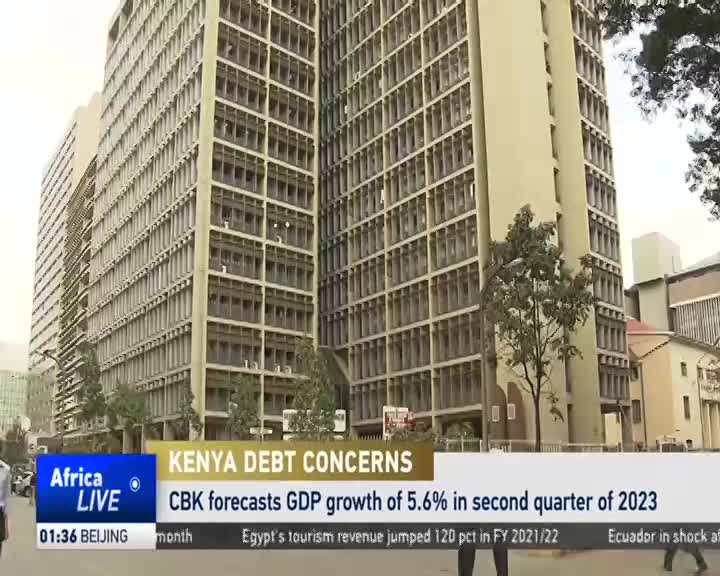 KENYA DEBT CONCERNS
Africa
LIVE
CBK forecasts GDP growth of 5.6% in second quarter of 2023
01:36 BEIJING
month Egypt's tourism revenue jumped 120 pct in FY 2021/22 Ecuador in shock af